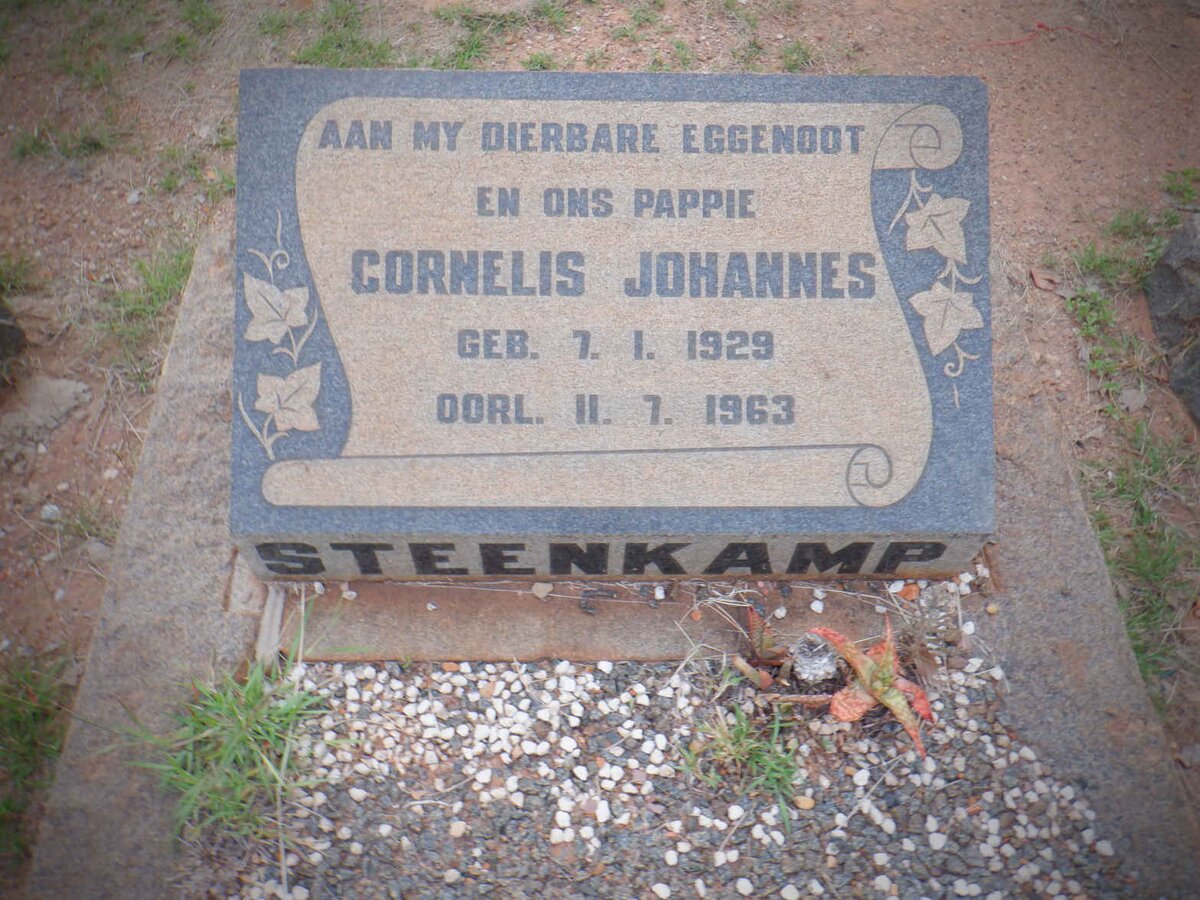 AAN MY DIERBARE EGGENOOT
EN ONS PAPPIE
CORNELIS JOHANNES
GEB. 7. 1. 1929
OORL. 11. 7. 1963
STEENKAMP